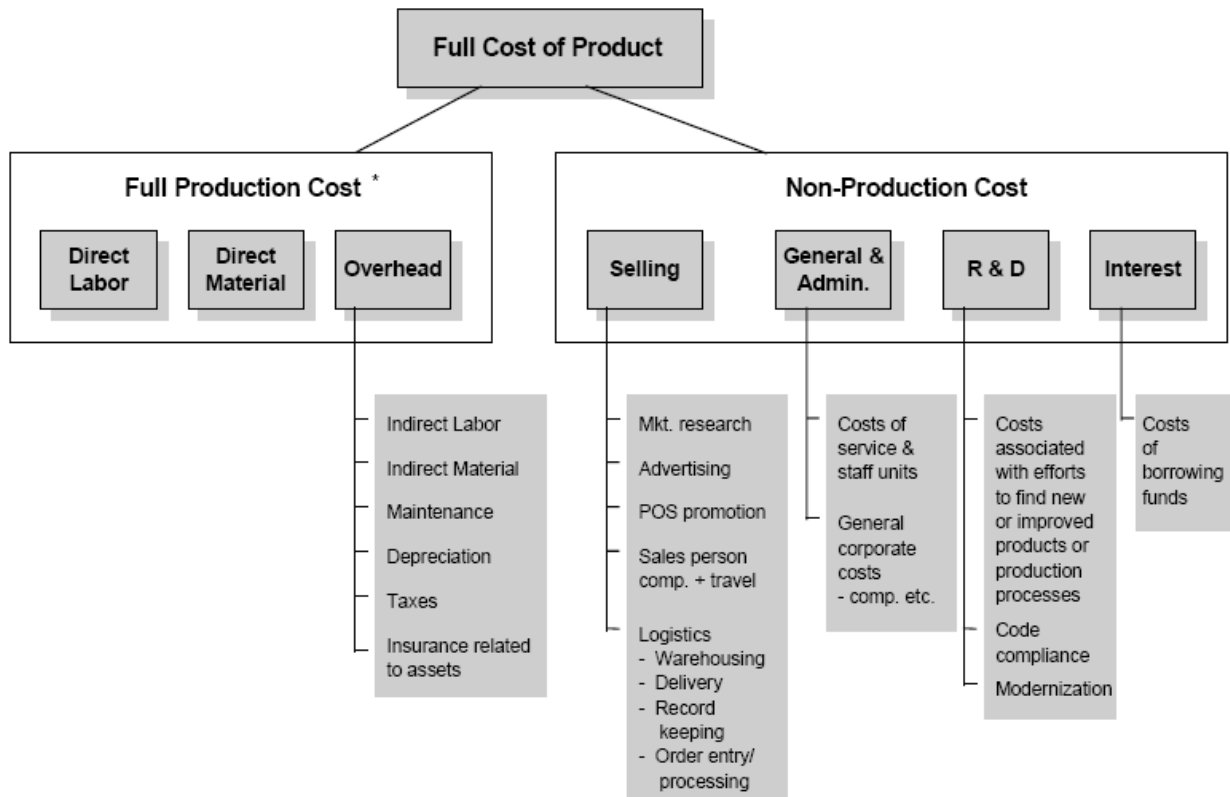 Full Cost of Product
Full Production Cost *
Direct
Labor
Direct
Material
Overhead
Indirect Labor
Indirect Material
Maintenance
Depreciation
Taxes
Insurance related
to assets
Non-Production Cost
Selling
General &
Admin.
R & D
Interest
Mkt. research
Advertising
POS promotion
Sales person
comp. + travel
Logistics
- Warehousing
- Delivery
- Record
keeping
- Order entry/
processing
Costs of
service &
staff units
General
corporate
costs
- comp. etc.
Costs
associated
with efforts
to find new
or improved
products or
production
processes
Code
compliance
Modernization
Costs
of
borrowing
funds